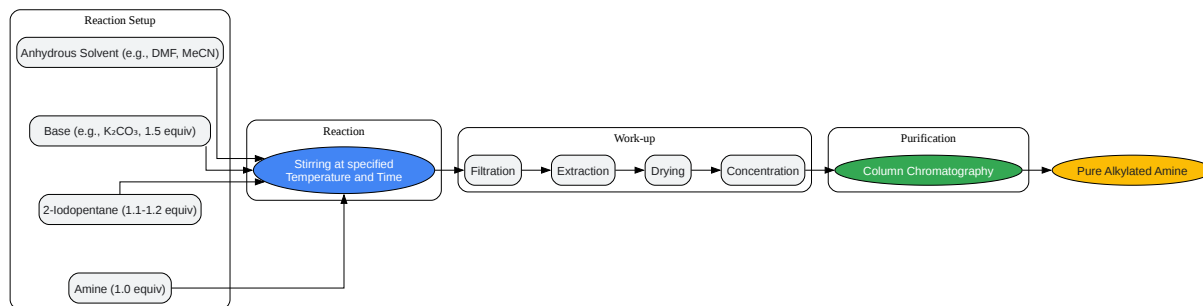 Reaction Setup
Anhydrous Solvent (e.g., DMF, MeCN)
Base (e.g., K₂CO₃, 1.5 equiv)
2-Iodopentane (1.1-1.2 equiv)
Amine (1.0 equiv)
Reaction
Stirring at specified
Temperature and Time
Work-up
Filtration
Extraction
Drying
Concentration
Purification
Column Chromatography
Pure Alkylated Amine